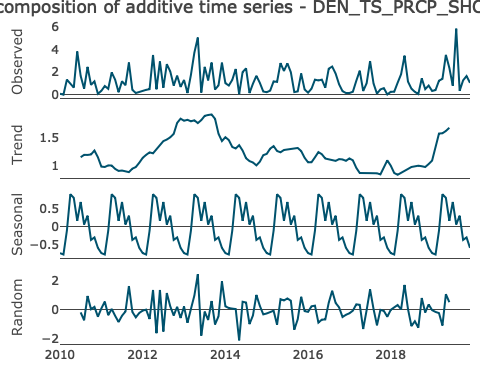 composition of additive time series - DEN_TS_PRCP_SHO
Observed
6
4
2
0
Trend
1.5
1
Seasonal
0.5
0
−0.5
Random
2
0
−2
2010 2012 2014 2016 2018